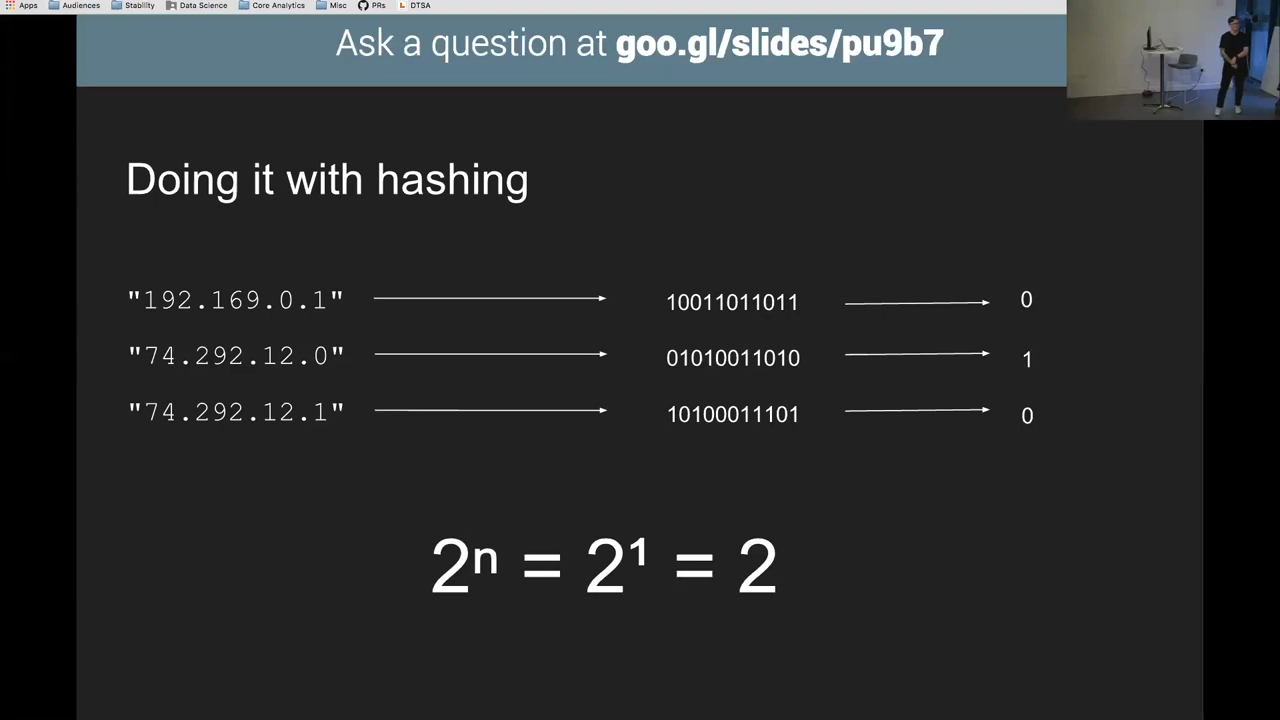 Apps Audiences Stability Data Science Core Analytics Misc PRs DTSA
Ask a question at goo.gl/slides/pu9b7
Doing it with hashing
"192.169.0.1" 10011011011 0
"74.292.12.0" 01010011010 1
"74.292.12.1" 10100011101 0
2ⁿ = 2¹ = 2